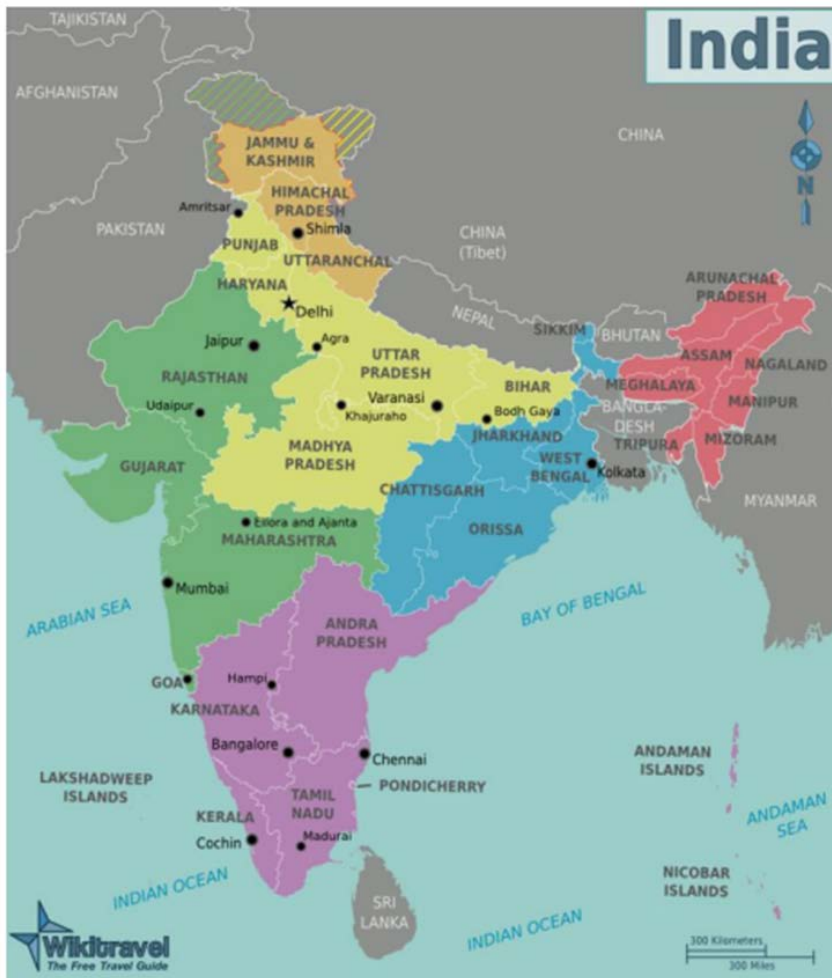 India
TAJIKISTAN
AFGHANISTAN
CHINA
JAMMU &
KASHMIR
HIMACHAL
PRADESH
Amritsar
PAKISTAN
Shimla
CHINA
(Tibet)
N
PUNJAB
UTTARANCHAL
HARYANA
Delhi
NEPAL
ARUNACHAL
PRADESH
SIKKIM
BHUTAN
Jaipur
Agra
UTTAR
PRADESH
ASSAM
NAGALAND
RAJASTHAN
BIHAR
MEGHALAYA
Varanasi
MANIPUR
Udaipur
Khajuraho
Bodh Gaya
BANGLA-
DESH
JHARKHAND
TRIPURA
MIZORAM
MADHYA
PRADESH
GUJARAT
WEST
BENGAL
Kolkata
CHATTISGARH
MYANMAR
Ellora and Ajanta
ORISSA
MAHARASHTRA
Mumbai
ARABIAN SEA
BAY OF BENGAL
ANDRA
PRADESH
GOA
Hampi
KARNATAKA
Bangalore
Chennai
ANDAMAN
ISLANDS
LAKSHADWEEP
ISLANDS
PONDICHERRY
TAMIL
NADU
KERALA
ANDAMAN
SEA
Cochin
Madurai
INDIAN OCEAN
NICOBAR
ISLANDS
SRI
LANKA
INDIAN OCEAN
Wikitravel
The Free Travel Guide
300 Kilometers
300 Miles